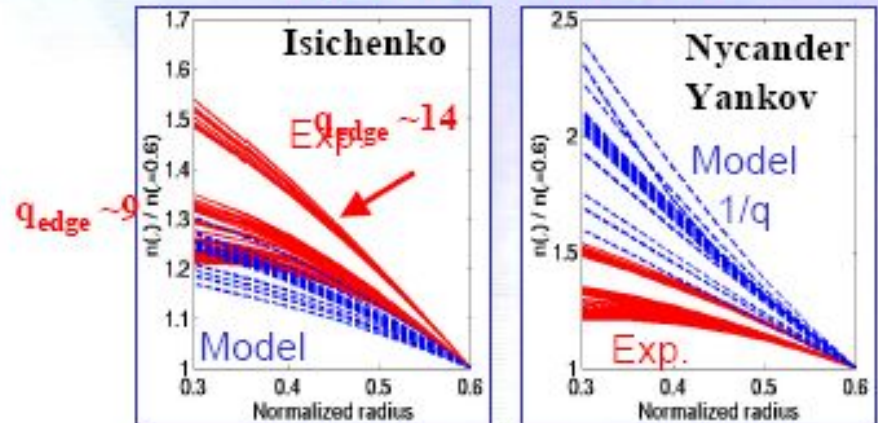 Isichenko
Exp.
q_edge ~14
q_edge ~9
Model
n(.) / n(.=0.6)
1.7
1.6
1.5
1.4
1.3
1.2
1.1
1
0.3 0.4 0.5 0.6
Normalized radius
Nycander
Yankov
Model
1/q
Exp.
n(.) / n(.=0.6)
2.5
2
1.5
1
0.3 0.4 0.5 0.6
Normalized radius